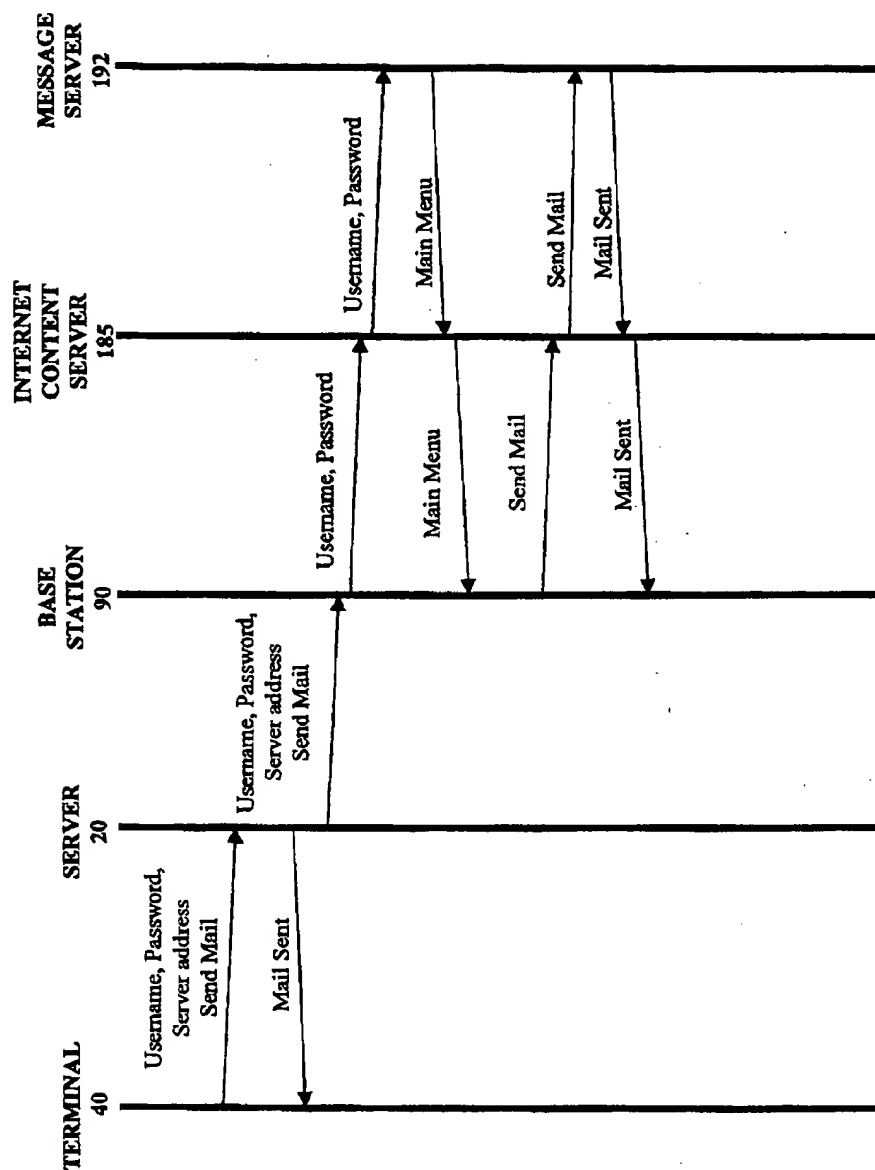 TERMINAL
40
SERVER
20
BASE
STATION
90
INTERNET
CONTENT
SERVER
185
MESSAGE
SERVER
192
Username, Password,
Server address
Send Mail
Mail Sent
Username, Password,
Server address
Send Mail
Username, Password
Main Menu
Send Mail
Mail Sent
Username, Password
Main Menu
Send Mail
Mail Sent